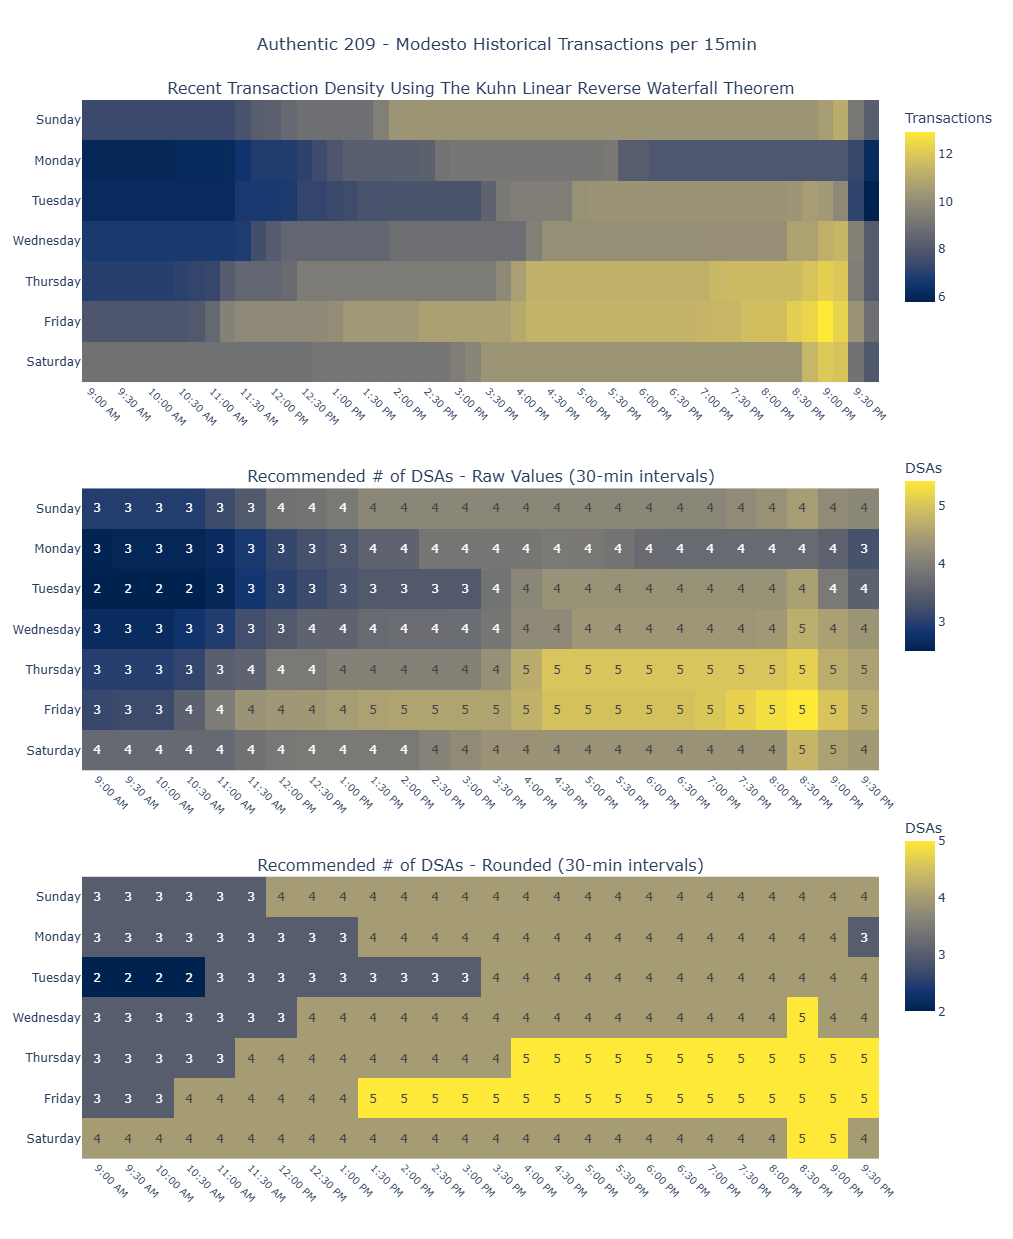 Authentic 209 - Modesto Historical Transactions per 15min
Recent Transaction Density Using The Kuhn Linear Reverse Waterfall Theorem
Sunday
Monday
Tuesday
Wednesday
Thursday
Friday
Saturday
9:00 AM 9:30 AM 10:00 AM 10:30 AM 11:00 AM 11:30 AM 12:00 PM 12:30 PM 1:00 PM 1:30 PM 2:00 PM 2:30 PM 3:00 PM 3:30 PM 4:00 PM 4:30 PM 5:00 PM 5:30 PM 6:00 PM 6:30 PM 7:00 PM 7:30 PM 8:00 PM 8:30 PM 9:00 PM 9:30 PM
Transactions
12
10
8
6
Recommended # of DSAs - Raw Values (30-min intervals)
Sunday 3 3 3 3 3 3 4 4 4 4 4 4 4 4 4 4 4 4 4 4 4 4 4 4 4 4
Monday 3 3 3 3 3 3 3 3 3 4 4 4 4 4 4 4 4 4 4 4 4 4 4 4 4 3
Tuesday 2 2 2 2 3 3 3 3 3 3 3 3 3 4 4 4 4 4 4 4 4 4 4 4 4 4
Wednesday 3 3 3 3 3 3 3 4 4 4 4 4 4 4 4 4 4 4 4 4 4 4 4 5 4 4
Thursday 3 3 3 3 3 4 4 4 4 4 4 4 4 4 5 5 5 5 5 5 5 5 5 5 5 5
Friday 3 3 3 4 4 4 4 4 4 5 5 5 5 5 5 5 5 5 5 5 5 5 5 5 5 5
Saturday 4 4 4 4 4 4 4 4 4 4 4 4 4 4 4 4 4 4 4 4 4 4 4 5 5 4
9:00 AM 9:30 AM 10:00 AM 10:30 AM 11:00 AM 11:30 AM 12:00 PM 12:30 PM 1:00 PM 1:30 PM 2:00 PM 2:30 PM 3:00 PM 3:30 PM 4:00 PM 4:30 PM 5:00 PM 5:30 PM 6:00 PM 6:30 PM 7:00 PM 7:30 PM 8:00 PM 8:30 PM 9:00 PM 9:30 PM
DSAs
5
4
3
Recommended # of DSAs - Rounded (30-min intervals)
Sunday 3 3 3 3 3 3 4 4 4 4 4 4 4 4 4 4 4 4 4 4 4 4 4 4 4 4
Monday 3 3 3 3 3 3 3 3 3 4 4 4 4 4 4 4 4 4 4 4 4 4 4 4 4 3
Tuesday 2 2 2 2 3 3 3 3 3 3 3 3 3 4 4 4 4 4 4 4 4 4 4 4 4 4
Wednesday 3 3 3 3 3 3 3 4 4 4 4 4 4 4 4 4 4 4 4 4 4 4 4 5 4 4
Thursday 3 3 3 3 3 4 4 4 4 4 4 4 4 4 5 5 5 5 5 5 5 5 5 5 5 5
Friday 3 3 3 4 4 4 4 4 4 5 5 5 5 5 5 5 5 5 5 5 5 5 5 5 5 5
Saturday 4 4 4 4 4 4 4 4 4 4 4 4 4 4 4 4 4 4 4 4 4 4 4 5 5 4
9:00 AM 9:30 AM 10:00 AM 10:30 AM 11:00 AM 11:30 AM 12:00 PM 12:30 PM 1:00 PM 1:30 PM 2:00 PM 2:30 PM 3:00 PM 3:30 PM 4:00 PM 4:30 PM 5:00 PM 5:30 PM 6:00 PM 6:30 PM 7:00 PM 7:30 PM 8:00 PM 8:30 PM 9:00 PM 9:30 PM
DSAs
5
4
3
2